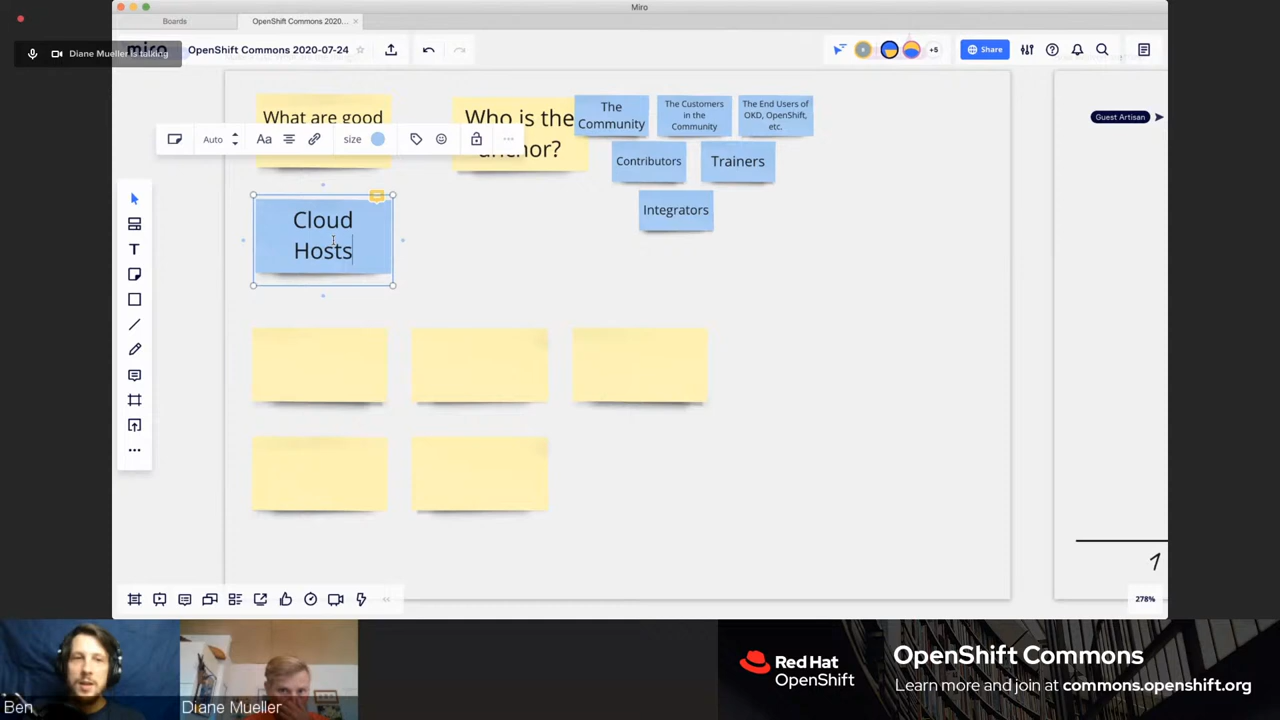 Miro
Boards
OpenShift Commons 2020...
Diane Mueller is talking
OpenShift Commons 2020-07-24
+5
Share
What are good
Who is the
anchor?
The
Community
The Customers
in the
Community
The End Users of
OKD, OpenShift,
etc.
Guest Artisan
Auto
Aa
size
Contributors
Trainers
Integrators
Cloud
Hosts
T
1
278%
Ben
Diane Mueller
Red Hat
OpenShift
OpenShift Commons
Learn more and join at commons.openshift.org